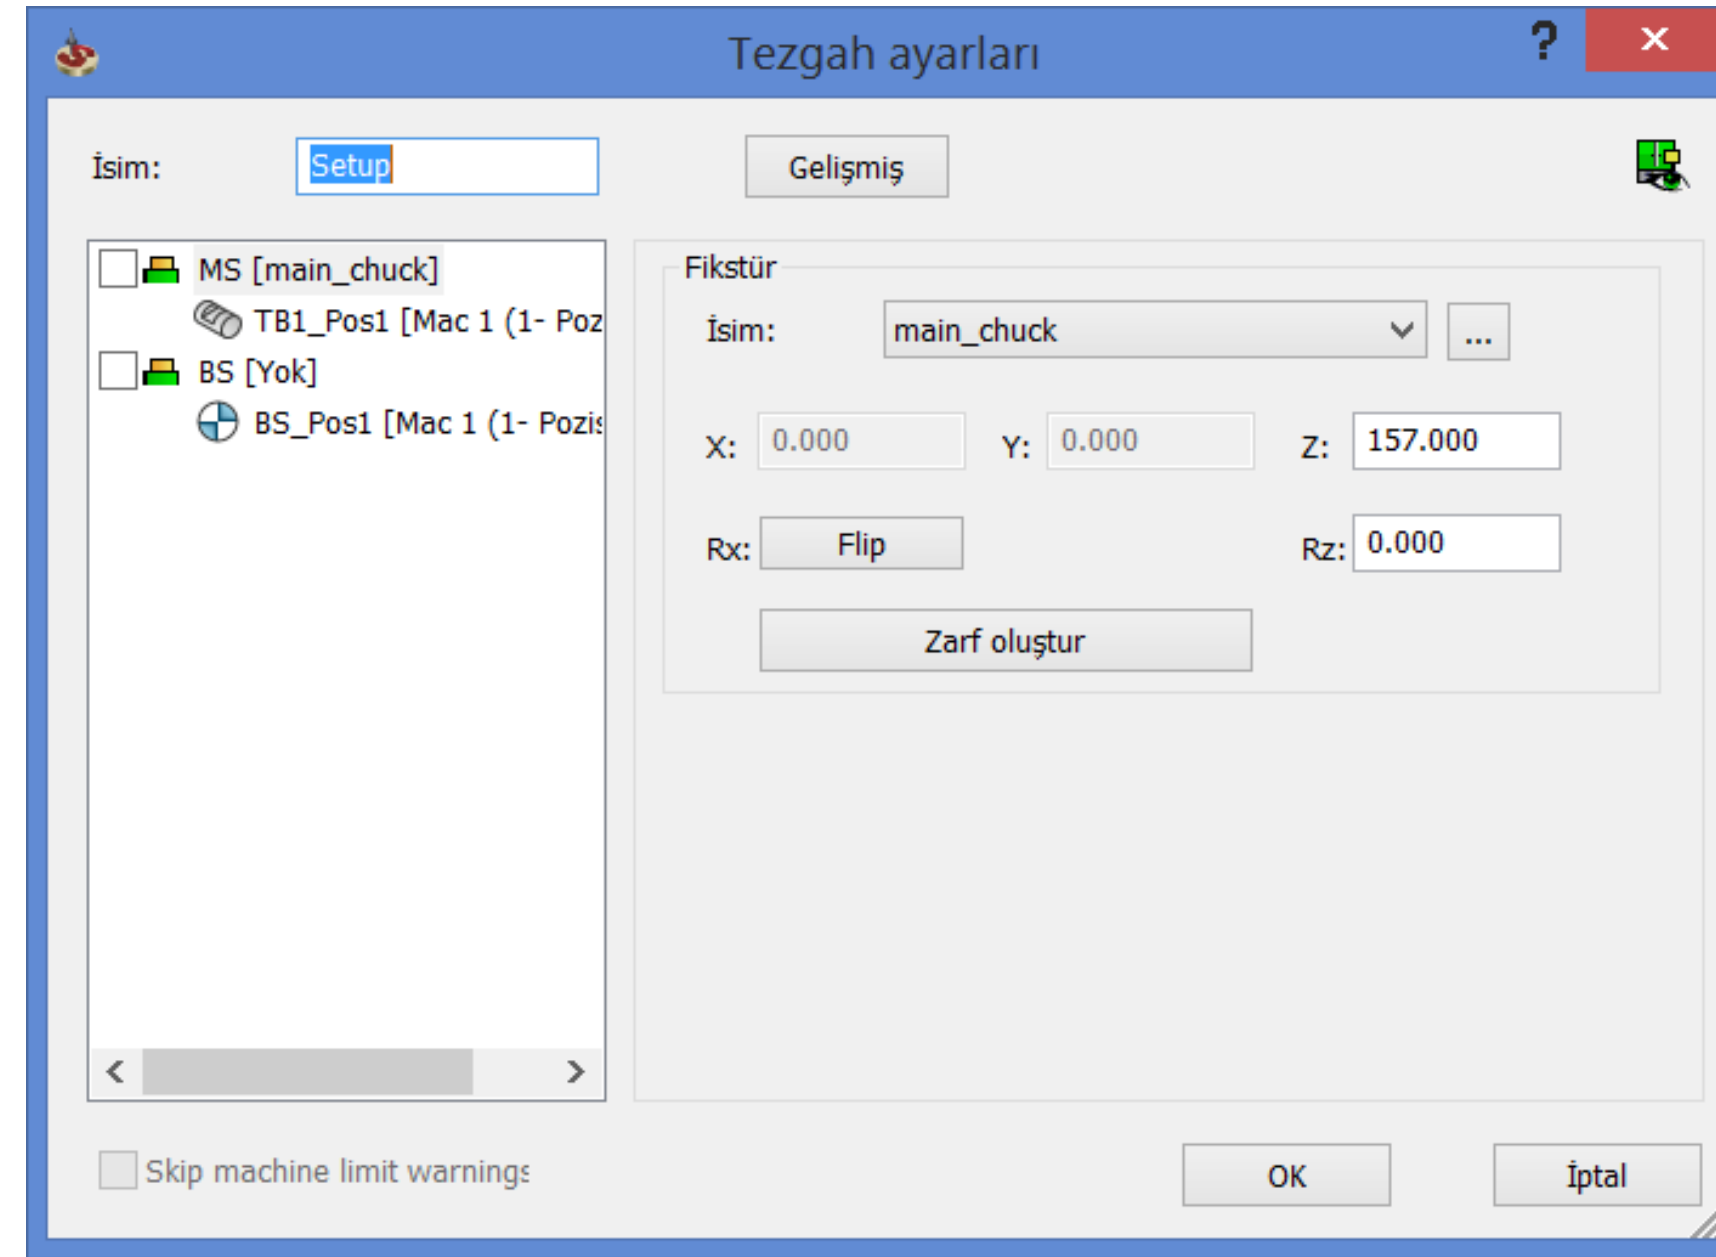 Tezgah ayarları
?
İsim: Setup Gelişmiş
MS [main_chuck]
TB1_Pos1 [Mac 1 (1- Poz
BS [Yok]
BS_Pos1 [Mac 1 (1- Pozis
Fikstür
İsim: main_chuck ...
X: 0.000 Y: 0.000 Z: 157.000
Rx: Flip Rz: 0.000
Zarf oluştur
Skip machine limit warnings
OK İptal